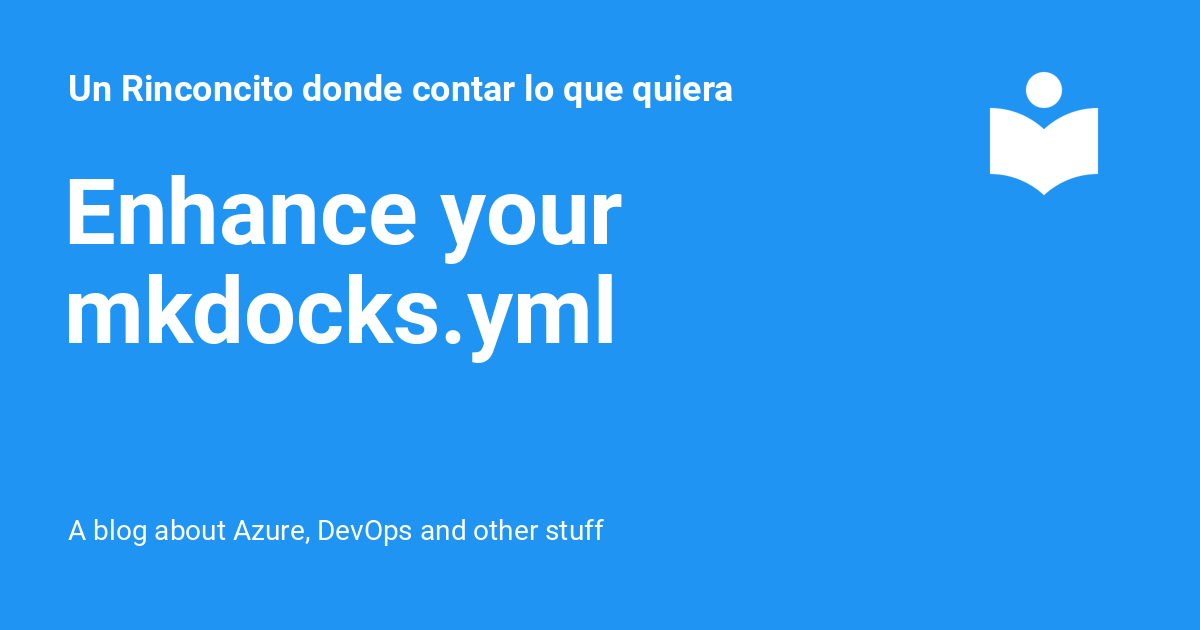 Un Rinconcito donde contar lo que quiera
Enhance your
mkdocks.yml
A blog about Azure, DevOps and other stuff